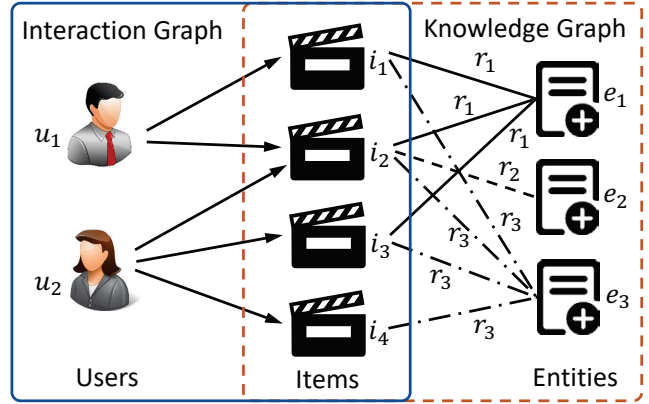 Interaction Graph
Knowledge Graph
u₁
u₂
i₁
i₂
i₃
i₄
r₁
r₁
r₁
r₂
r₃
r₃
r₃
r₃
e₁
e₂
e₃
Users
Items
Entities